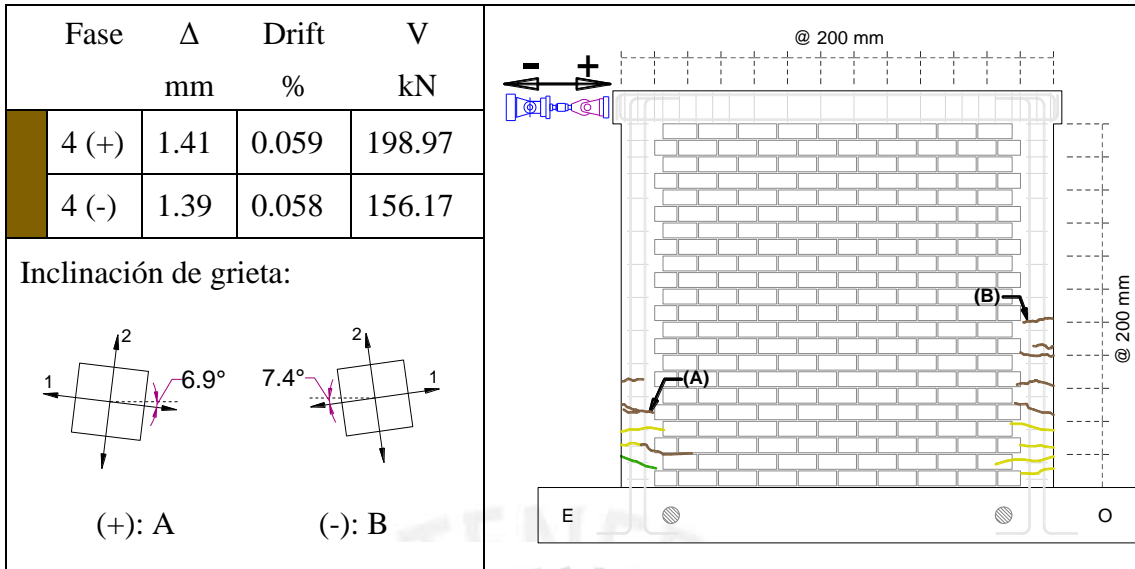 Fase Δ Drift V
mm % kN
4 (+) 1.41 0.059 198.97
4 (-) 1.39 0.058 156.17
Inclinación de grieta:
2
1
6.9°
2
1
7.4°
(+): A (-): B
@ 200 mm
- +
(B)
(A)
@ 200 mm
E O